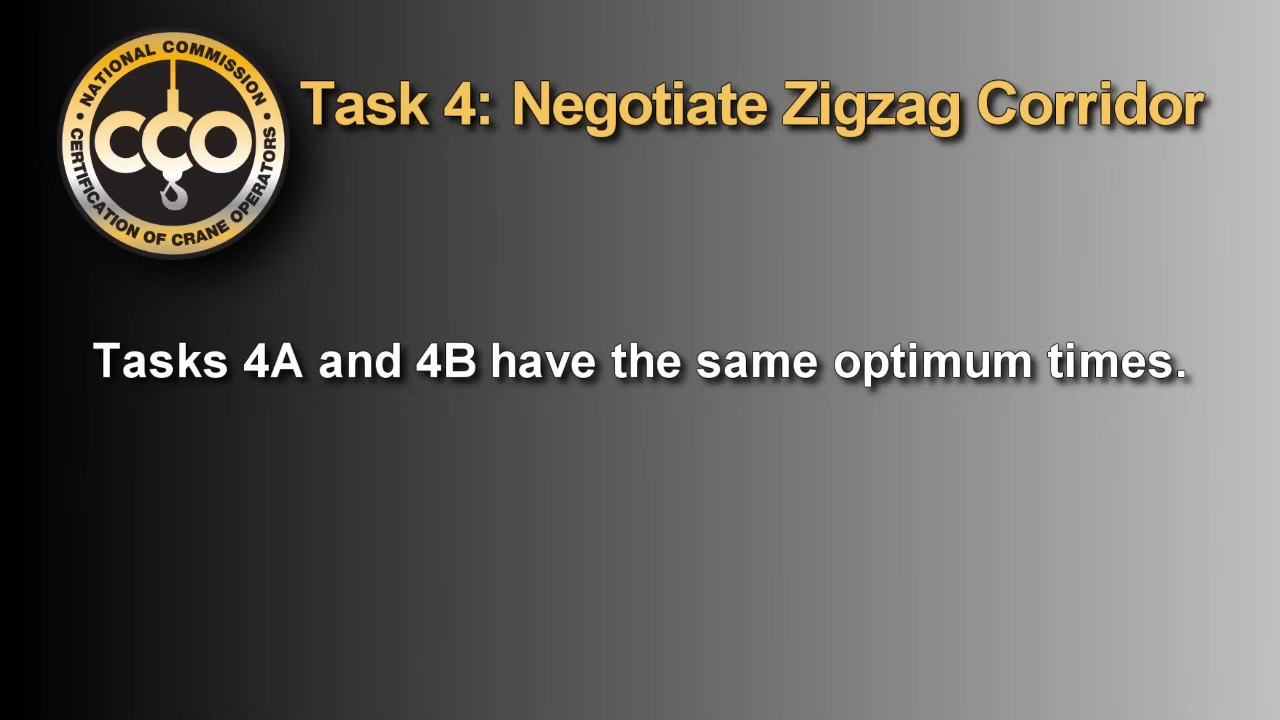 NATIONAL COMMISSION
CCO
CERTIFICATION OF CRANE OPERATORS
Task 4: Negotiate Zigzag Corridor
Tasks 4A and 4B have the same optimum times.